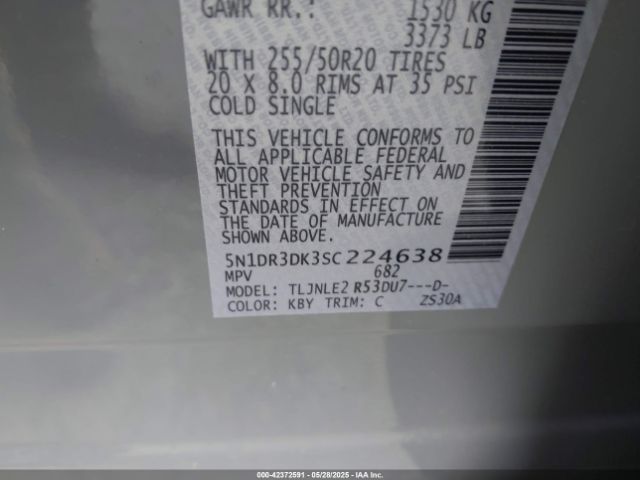 GAWR RR.: 1530 KG
3373 LB
WITH 255/50R20 TIRES
20 X 8.0 RIMS AT 35 PSI
COLD SINGLE
THIS VEHICLE CONFORMS TO
ALL APPLICABLE FEDERAL
MOTOR VEHICLE SAFETY AND
THEFT PREVENTION
STANDARDS IN EFFECT ON
THE DATE OF MANUFACTURE
SHOWN ABOVE.
5N1DR3DK3SC224638
MPV 682
MODEL: TLJNLE2 R53DU7---D-
COLOR: KBY TRIM: C ZS30A
000-42372591 - 05/28/2025 - IAA, Inc.